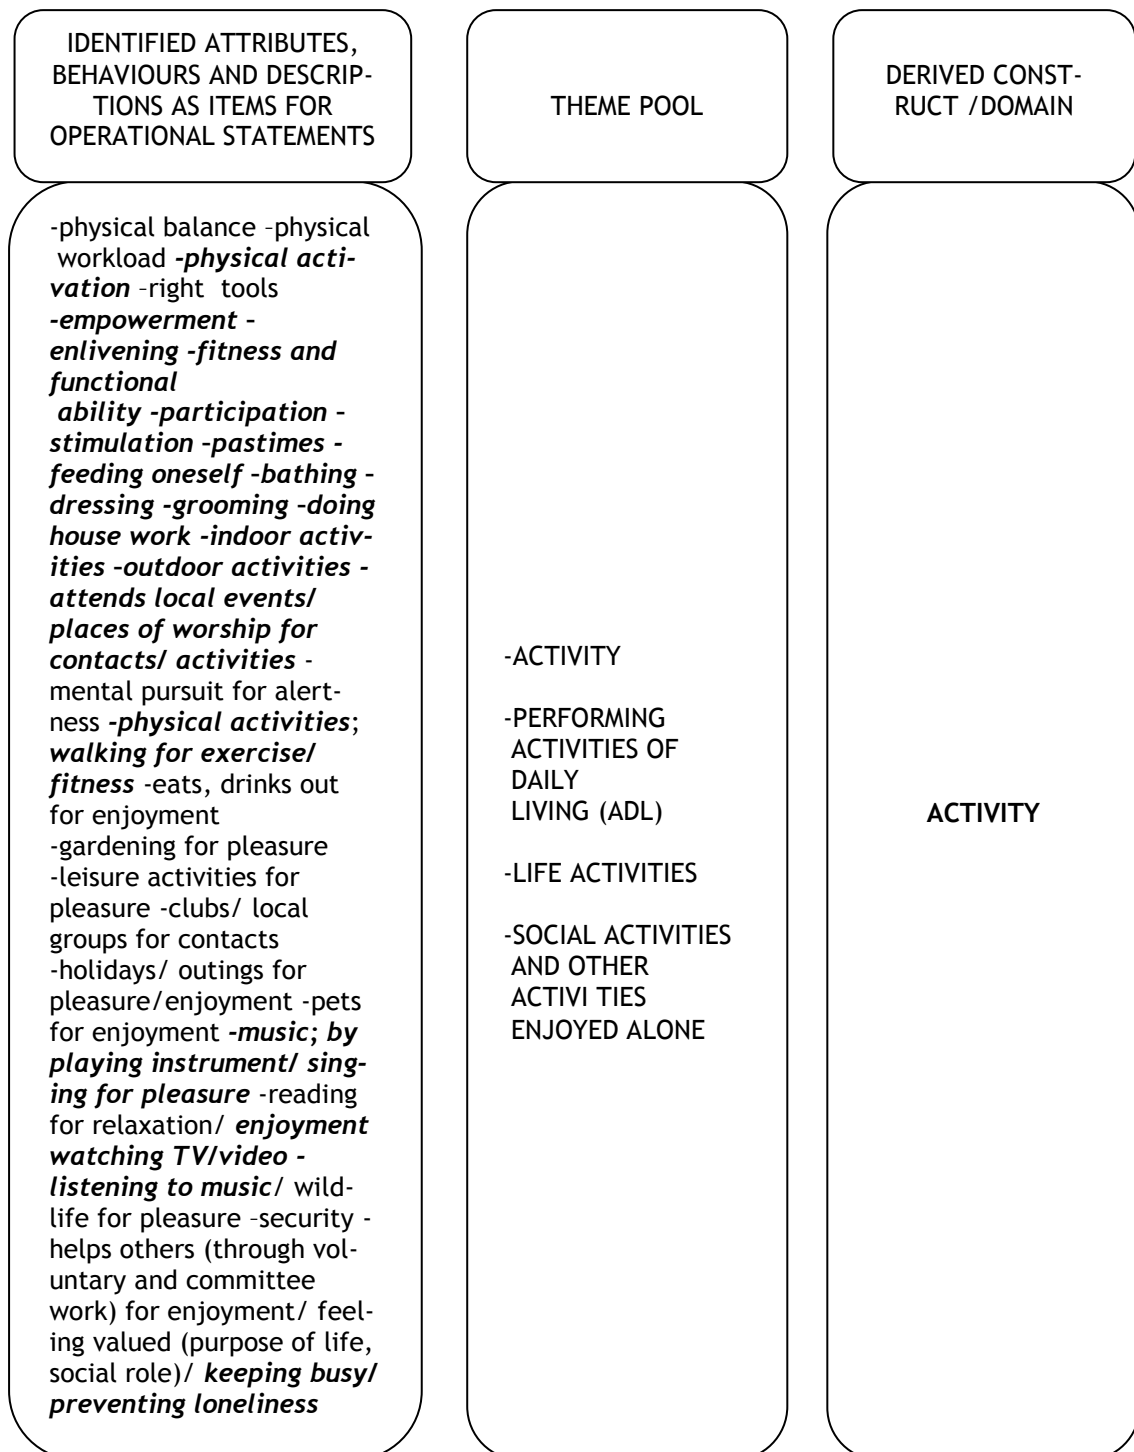 IDENTIFIED ATTRIBUTES,
BEHAVIOURS AND DESCRIP-
TIONS AS ITEMS FOR
OPERATIONAL STATEMENTS
THEME POOL
DERIVED CONST-
RUCT /DOMAIN
-physical balance –physical
workload -physical acti-
vation –right tools
-empowerment –
enlivening -fitness and
functional
ability -participation –
stimulation –pastimes -
feeding oneself –bathing –
dressing -grooming –doing
house work -indoor activ-
ities –outdoor activities -
attends local events/
places of worship for
contacts/ activities -
mental pursuit for alert-
ness -physical activities;
walking for exercise/
fitness -eats, drinks out
for enjoyment
-gardening for pleasure
-leisure activities for
pleasure -clubs/ local
groups for contacts
-holidays/ outings for
pleasure/enjoyment -pets
for enjoyment -music; by
playing instrument/ sing-
ing for pleasure -reading
for relaxation/ enjoyment
watching TV/video -
listening to music/ wild-
life for pleasure –security -
helps others (through vol-
untary and committee
work) for enjoyment/ feel-
ing valued (purpose of life,
social role)/ keeping busy/
preventing loneliness
-ACTIVITY
-PERFORMING
ACTIVITIES OF
DAILY
LIVING (ADL)
-LIFE ACTIVITIES
-SOCIAL ACTIVITIES
AND OTHER
ACTIVI TIES
ENJOYED ALONE
ACTIVITY